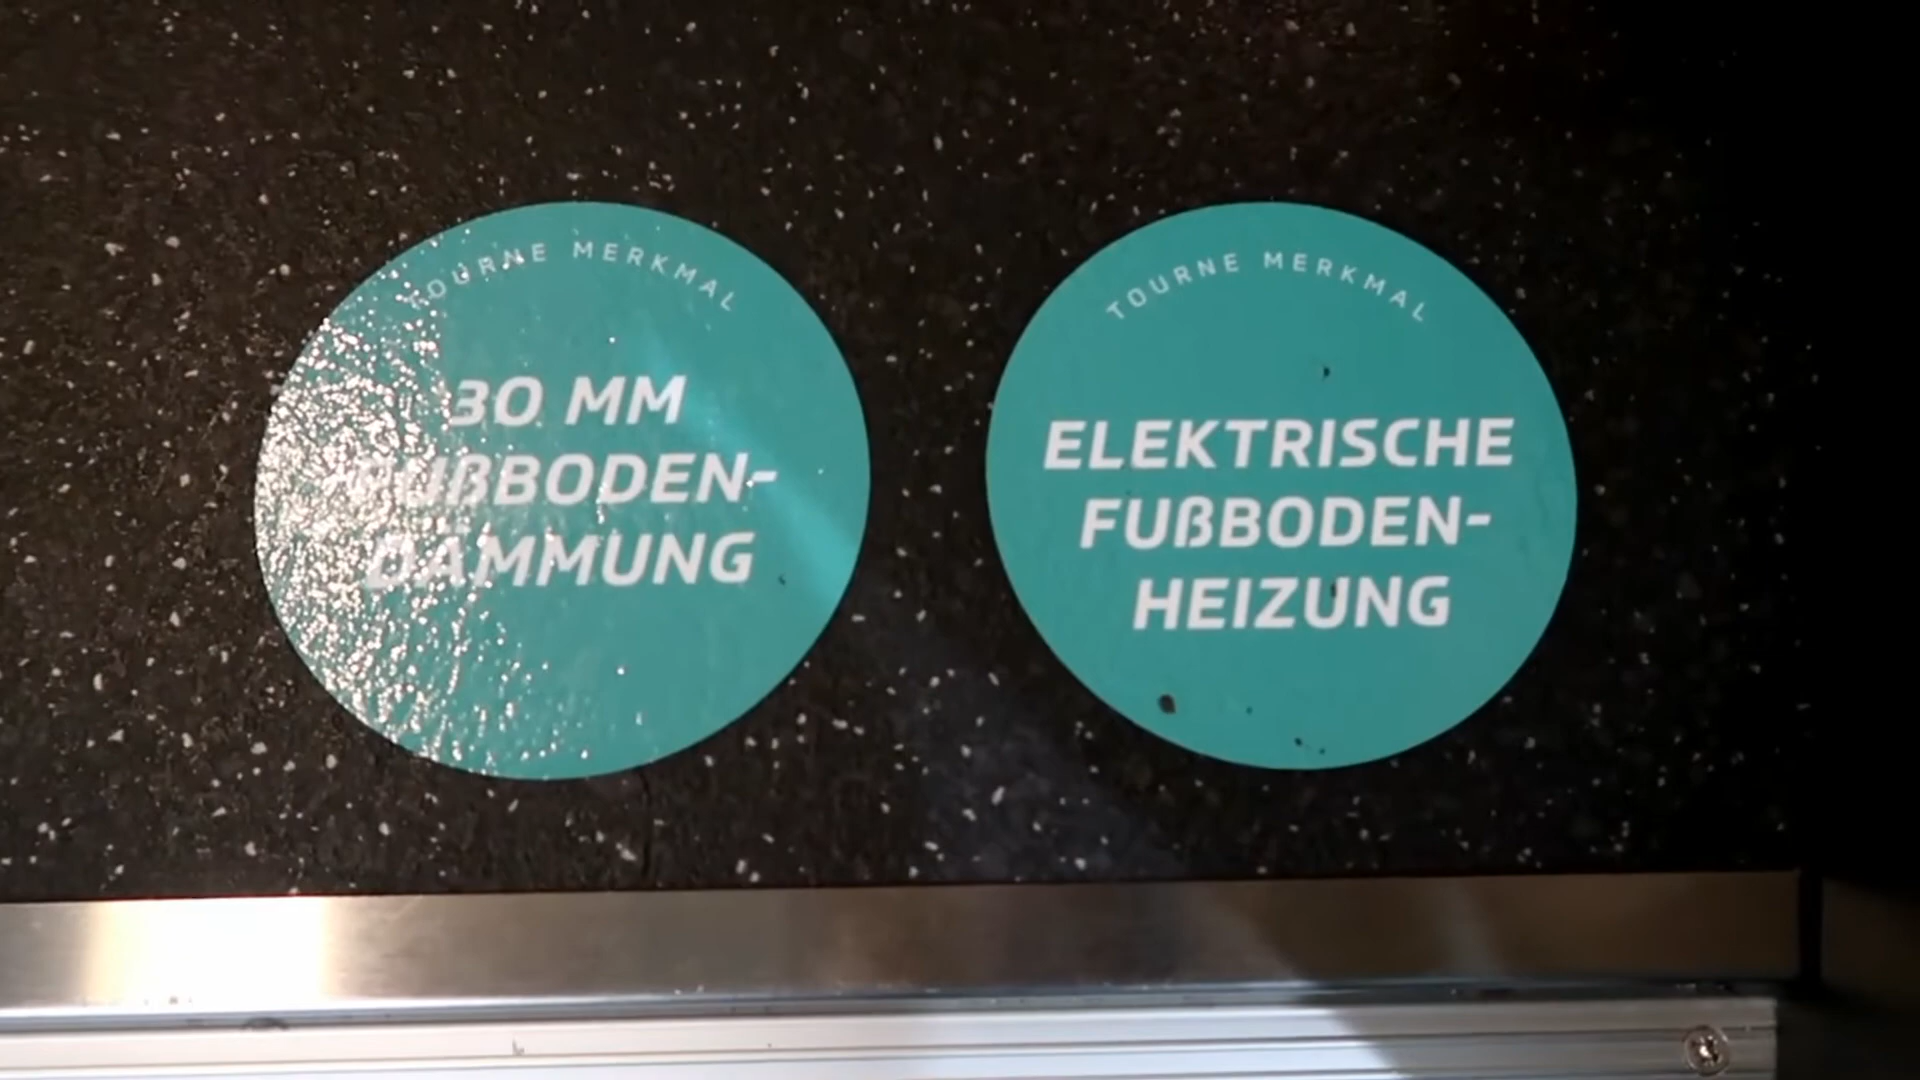 TOURNE MERKMAL
30 MM
FUßBODEN-
DÄMMUNG
TOURNE MERKMAL
ELEKTRISCHE
FUßBODEN-
HEIZUNG